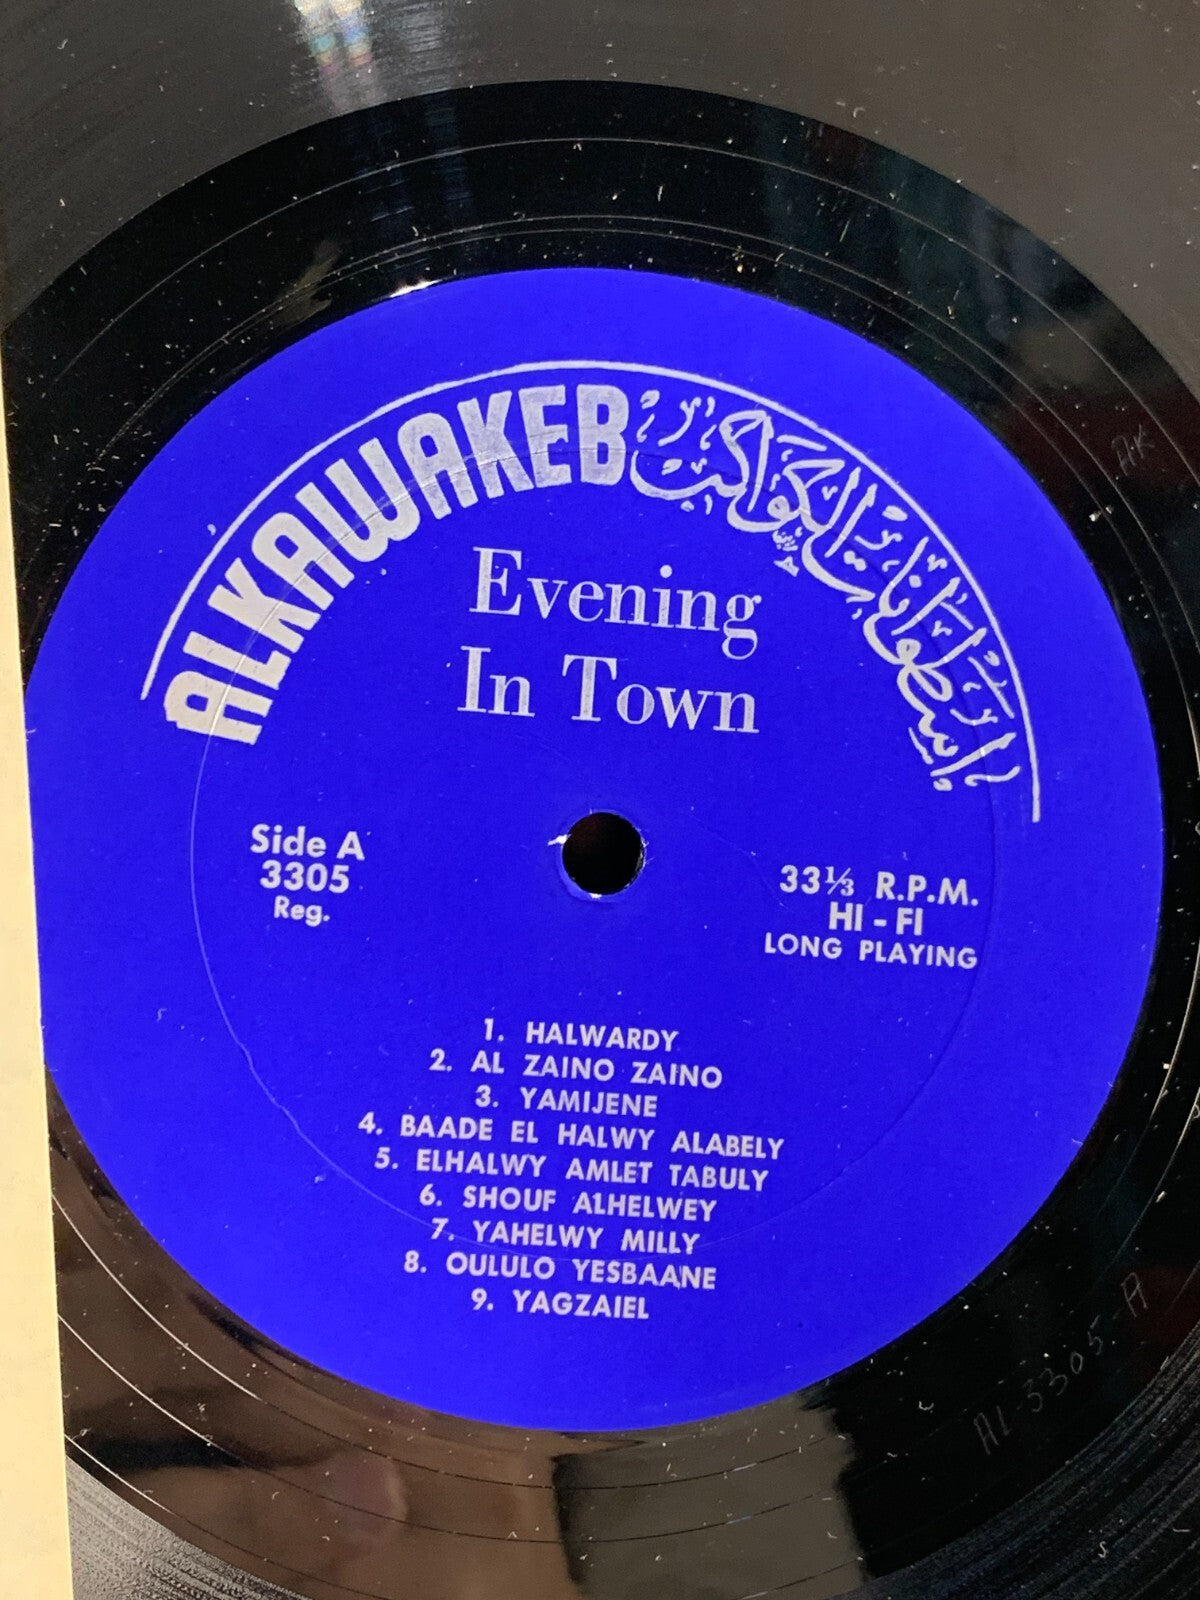 ALKAWAKEB اسطوانات الكواكب
Evening
In Town
Side A
3305
Reg.
33⅓ R.P.M.
HI - FI
LONG PLAYING
1. HALWARDY
2. AL ZAINO ZAINO
3. YAMIJENE
4. BAADE EL HALWY ALABELY
5. ELHALWY AMLET TABULY
6. SHOUF ALHELWEY
7. YAHELWY MILLY
8. OULULO YESBAANE
9. YAGZAIEL
AL-3305-A